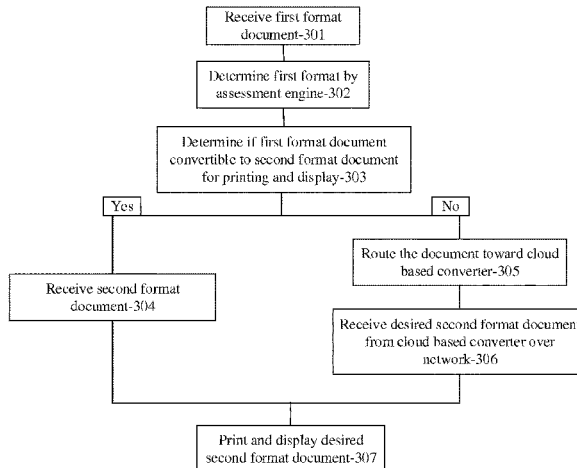 Receive first format
document-301
Determine first format by
assessment engine-302
Determine if first format document
convertible to second format document
for printing and display-303
Yes
No
Receive second format
document-304
Route the document toward cloud
based converter-305
Receive desired second format document
from cloud based converter over
network-306
Print and display desired
second format document-307